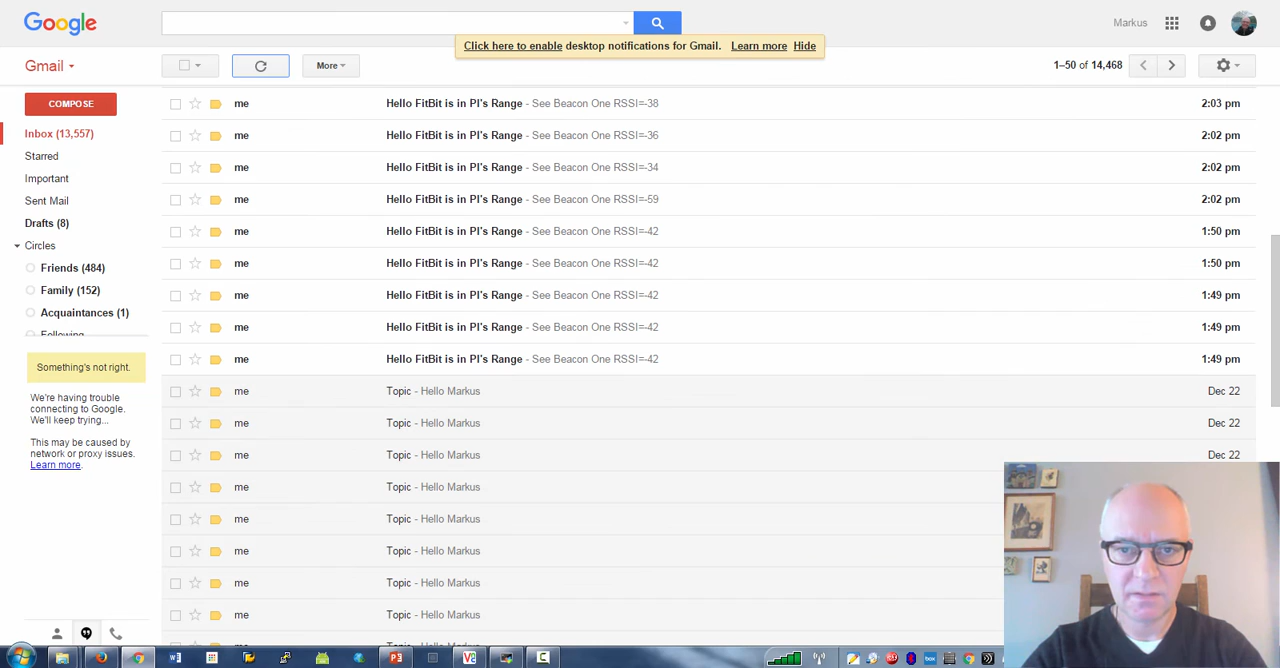 Google
Markus
Click here to enable desktop notifications for Gmail. Learn more Hide
Gmail
More
1–50 of 14,468
COMPOSE
Inbox (13,557)
Starred
Important
Sent Mail
Drafts (8)
Circles
Friends (484)
Family (152)
Acquaintances (1)
Following
Something's not right.
We're having trouble
connecting to Google.
We'll keep trying...
This may be caused by
network or proxy issues.
Learn more.
me Hello FitBit is in PI's Range - See Beacon One RSSI=-38 2:03 pm
me Hello FitBit is in PI's Range - See Beacon One RSSI=-36 2:02 pm
me Hello FitBit is in PI's Range - See Beacon One RSSI=-34 2:02 pm
me Hello FitBit is in PI's Range - See Beacon One RSSI=-59 2:02 pm
me Hello FitBit is in PI's Range - See Beacon One RSSI=-42 1:50 pm
me Hello FitBit is in PI's Range - See Beacon One RSSI=-42 1:50 pm
me Hello FitBit is in PI's Range - See Beacon One RSSI=-42 1:49 pm
me Hello FitBit is in PI's Range - See Beacon One RSSI=-42 1:49 pm
me Hello FitBit is in PI's Range - See Beacon One RSSI=-42 1:49 pm
me Topic - Hello Markus Dec 22
me Topic - Hello Markus Dec 22
me Topic - Hello Markus Dec 22
me Topic - Hello Markus
me Topic - Hello Markus
me Topic - Hello Markus
me Topic - Hello Markus
me Topic - Hello Markus